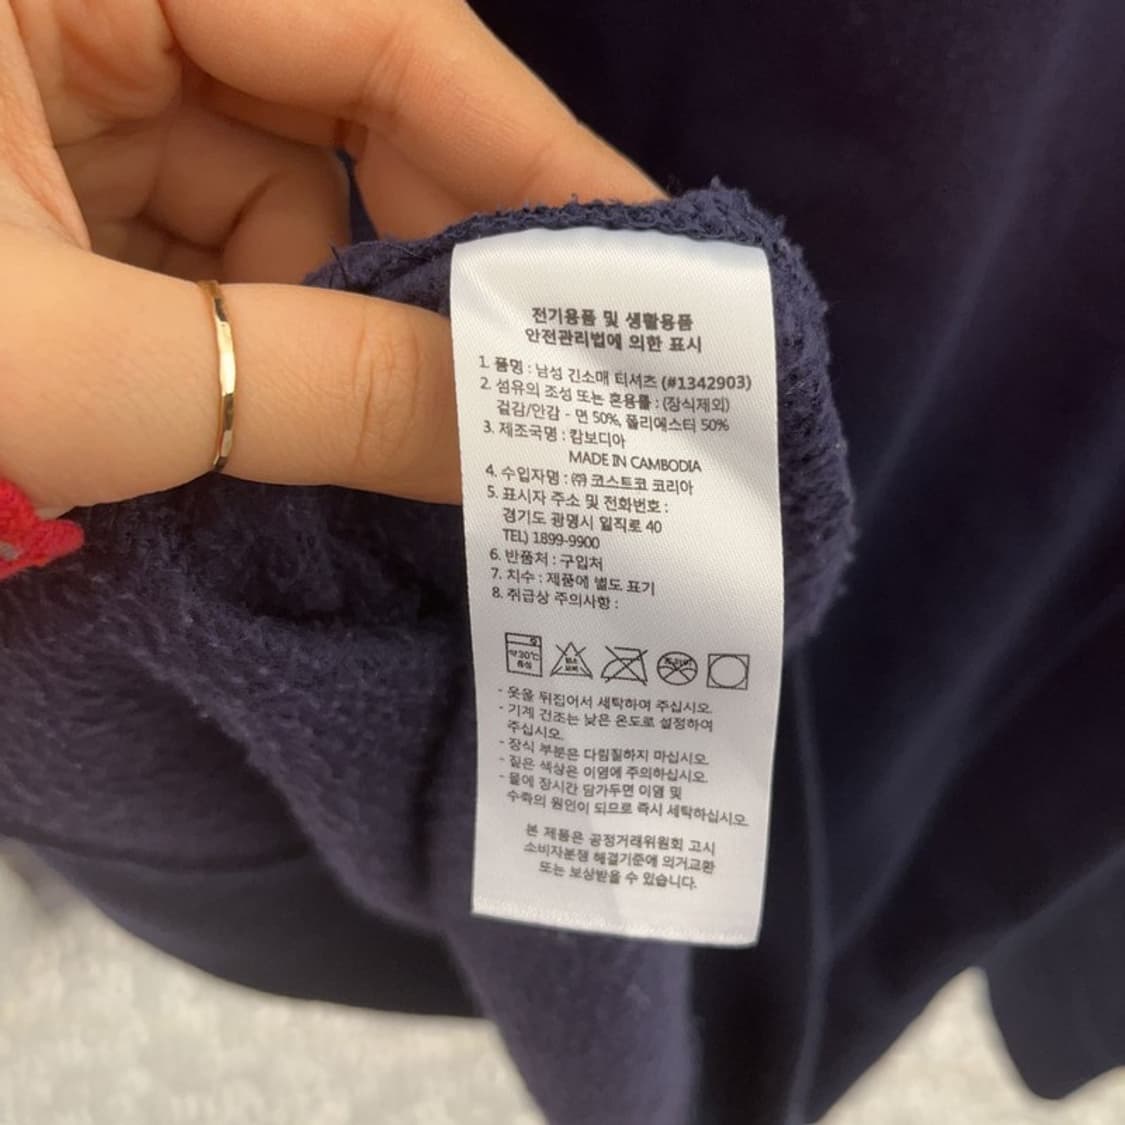 전기용품 및 생활용품
안전관리법에 의한 표시
1. 품명 : 남성 긴소매 티셔츠 (#1342903)
2. 섬유의 조성 또는 혼용률 : (장식제외)
겉감/안감 - 면 50%, 폴리에스터 50%
3. 제조국명 : 캄보디아
MADE IN CAMBODIA
4. 수입자명 : ㈜ 코스트코 코리아
5. 표시자 주소 및 전화번호 :
경기도 광명시 일직로 40
TEL) 1899-9900
6. 반품처 : 구입처
7. 치수 : 제품에 별도 표기
8. 취급상 주의사항 :
약30℃
중성
- 옷을 뒤집어서 세탁하여 주십시오.
- 기계 건조는 낮은 온도로 설정하여
주십시오.
- 장식 부분은 다림질하지 마십시오.
- 짙은 색상은 이염에 주의하십시오.
- 물에 장시간 담가두면 이염 및
수축의 원인이 되므로 즉시 세탁하십시오.
본 제품은 공정거래위원회 고시
소비자분쟁 해결기준에 의거교환
또는 보상받을 수 있습니다.